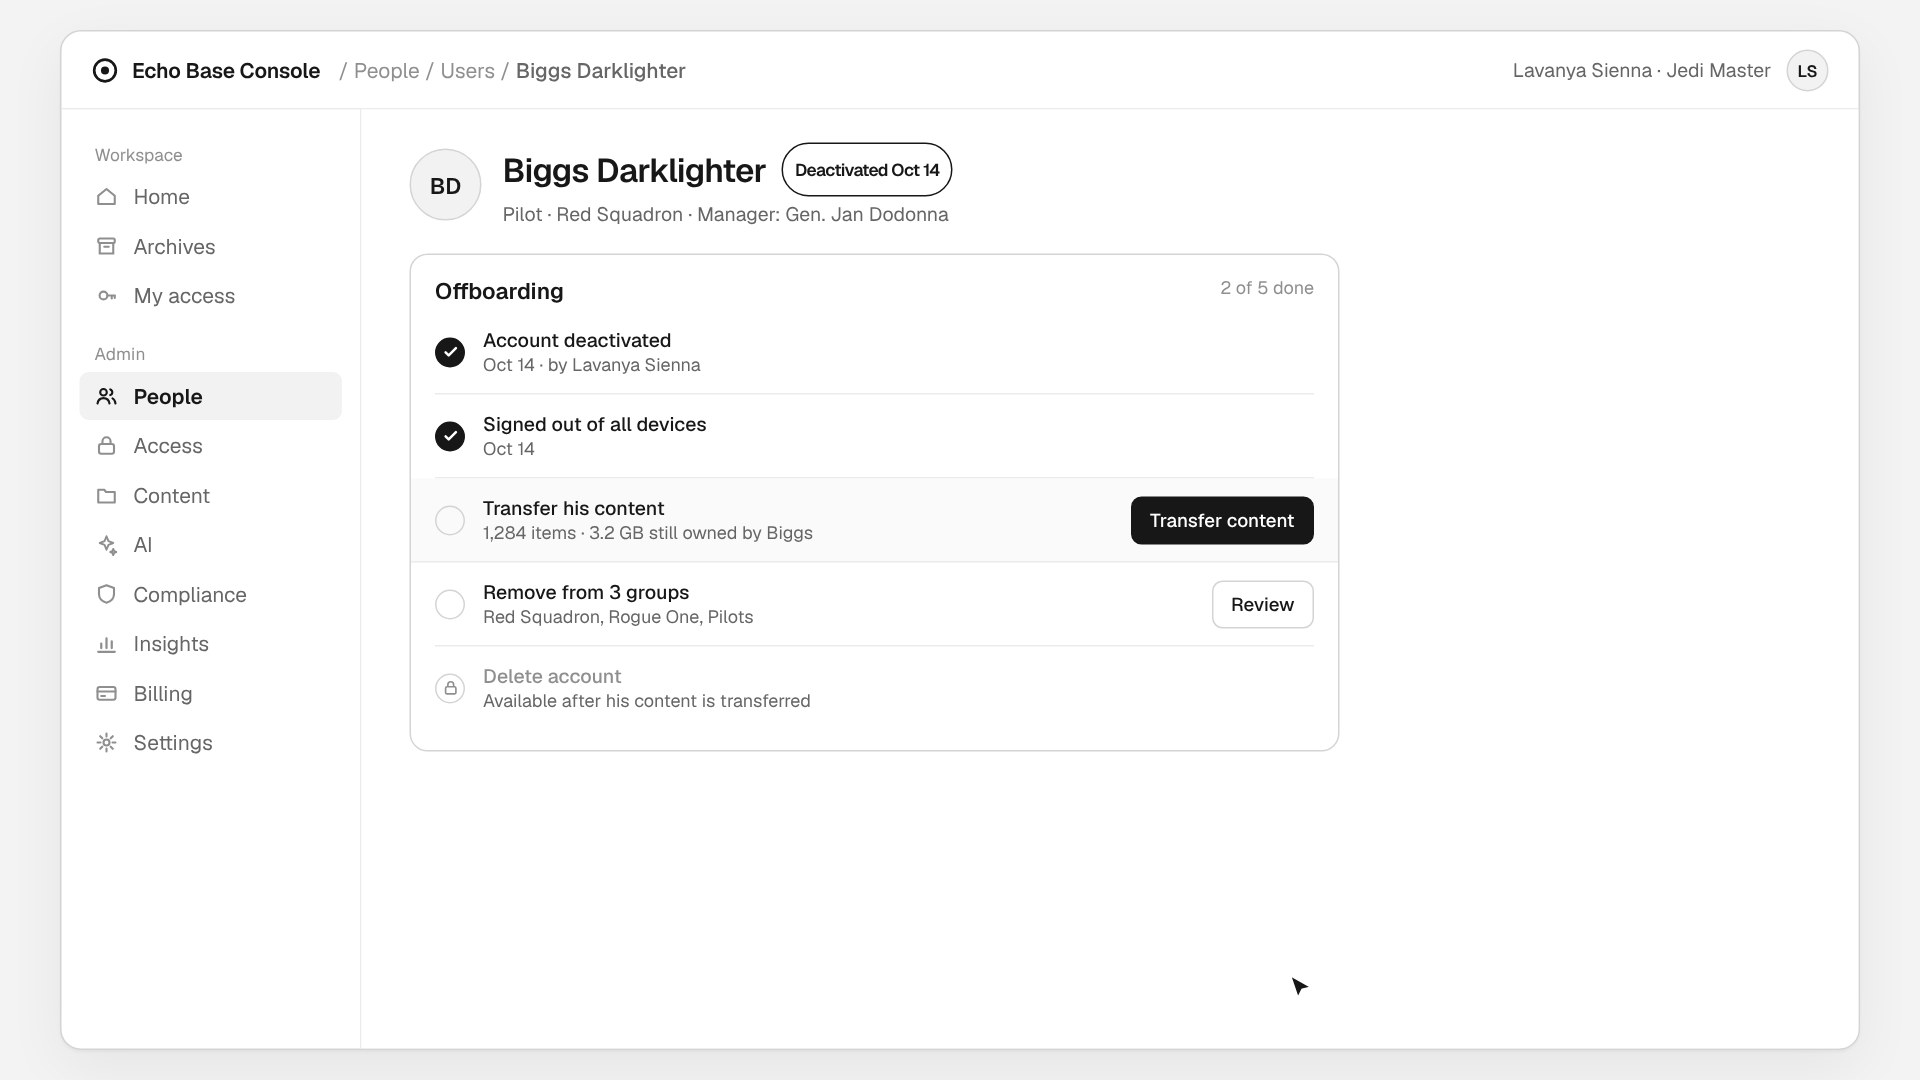 Echo Base Console / People / Users / Biggs Darklighter
Lavanya Sienna · Jedi Master LS
Workspace
Home
Archives
My access
Admin
People
Access
Content
AI
Compliance
Insights
Billing
Settings
BD
Biggs Darklighter
Deactivated Oct 14
Pilot · Red Squadron · Manager: Gen. Jan Dodonna
Offboarding
2 of 5 done
Account deactivated
Oct 14 · by Lavanya Sienna
Signed out of all devices
Oct 14
Transfer his content
1,284 items · 3.2 GB still owned by Biggs
Transfer content
Remove from 3 groups
Red Squadron, Rogue One, Pilots
Review
Delete account
Available after his content is transferred